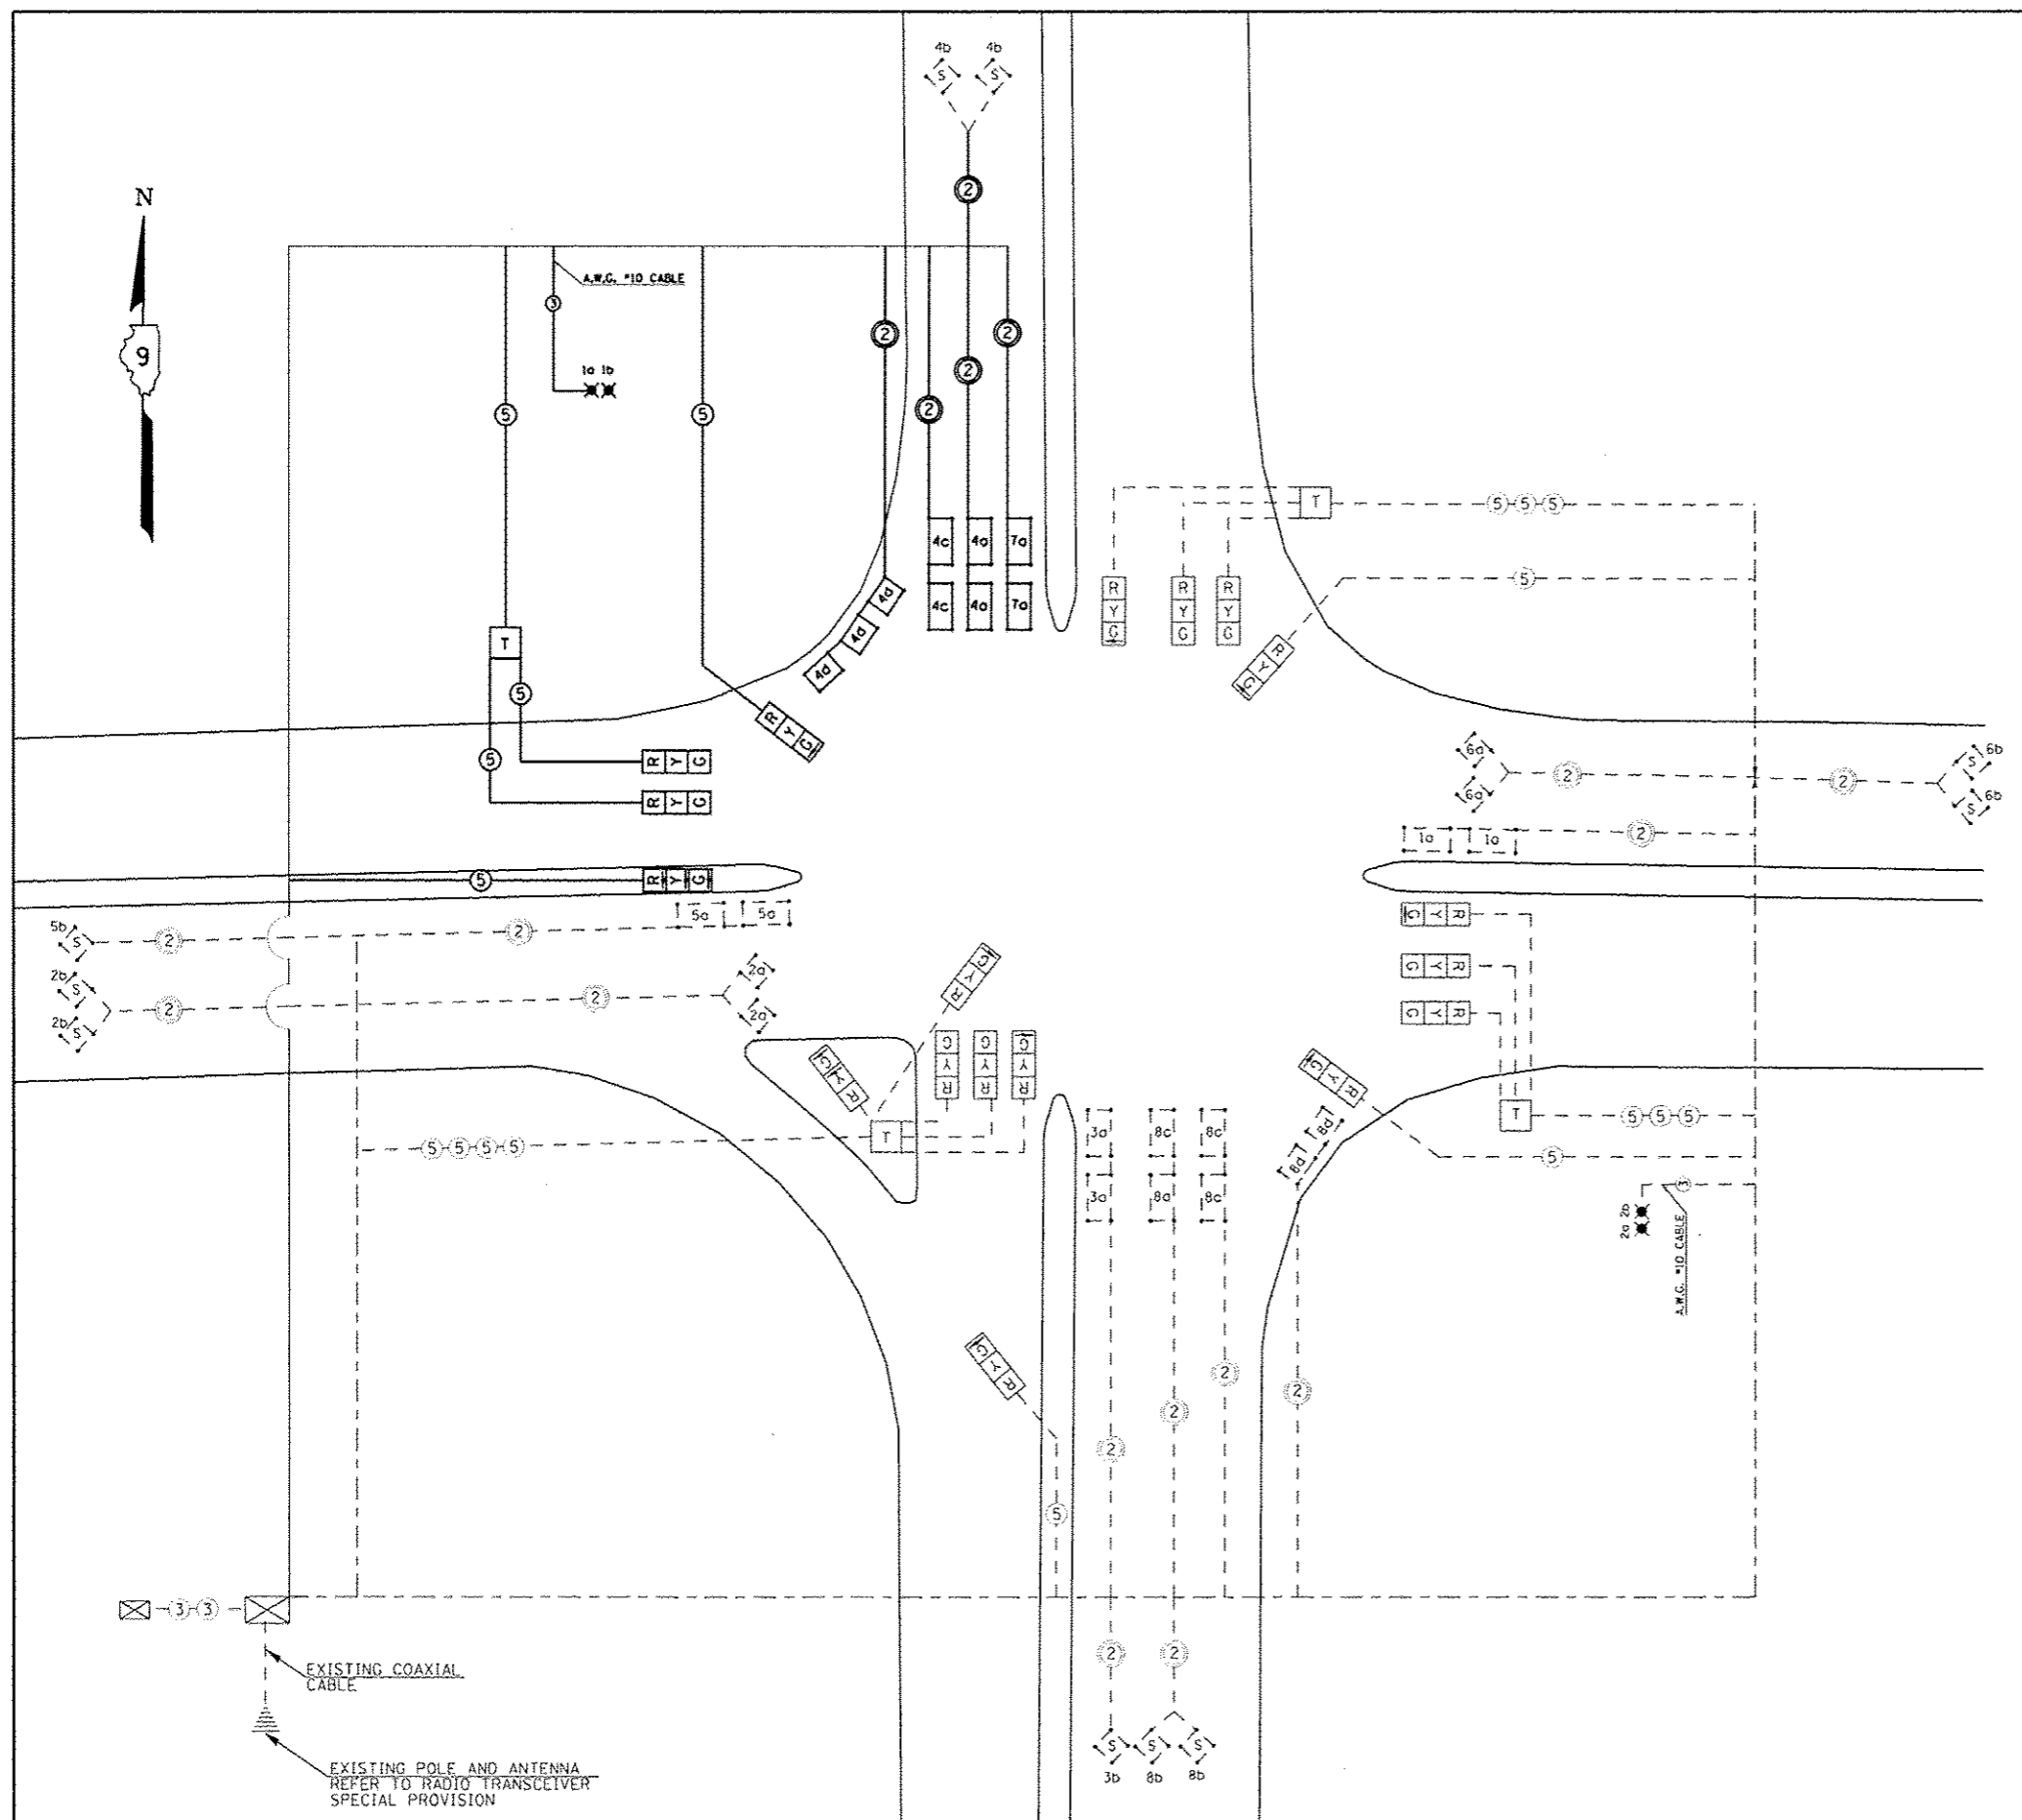 4b 4b
S S
N
2
A.W.G. #10 CABLE
3
9
2 2
1a 1b
2
5 5
2
T 5 5 5
4c 4a 7a
R R R
Y Y Y
G G G
5
4c 4a 7a
4d
4d
4d
T
R Y G
5
R Y G
5
R Y G
R Y G
6a 6b
S
2 2
6a S 6b
1a 1a 2
5 R Y G
5a 5a
G Y R
5b S 2 2
R Y G
G Y R
2b S 2a
2 2
2b S 2a
G Y R
R Y G
G G G
Y Y Y
R R R
G Y R
T
5 5 5
8d
8d
3a 8c 8c
T
5 5 5 5
5
3
3a 8a 8c
2a 2b
A.W.G. #10 CABLE
G Y R
2
2
2
2
5
3 3
2 2
EXISTING COAXIAL
CABLE
S S S
3b 8b 8b
EXISTING POLE AND ANTENNA
REFER TO RADIO TRANSCEIVER
SPECIAL PROVISION